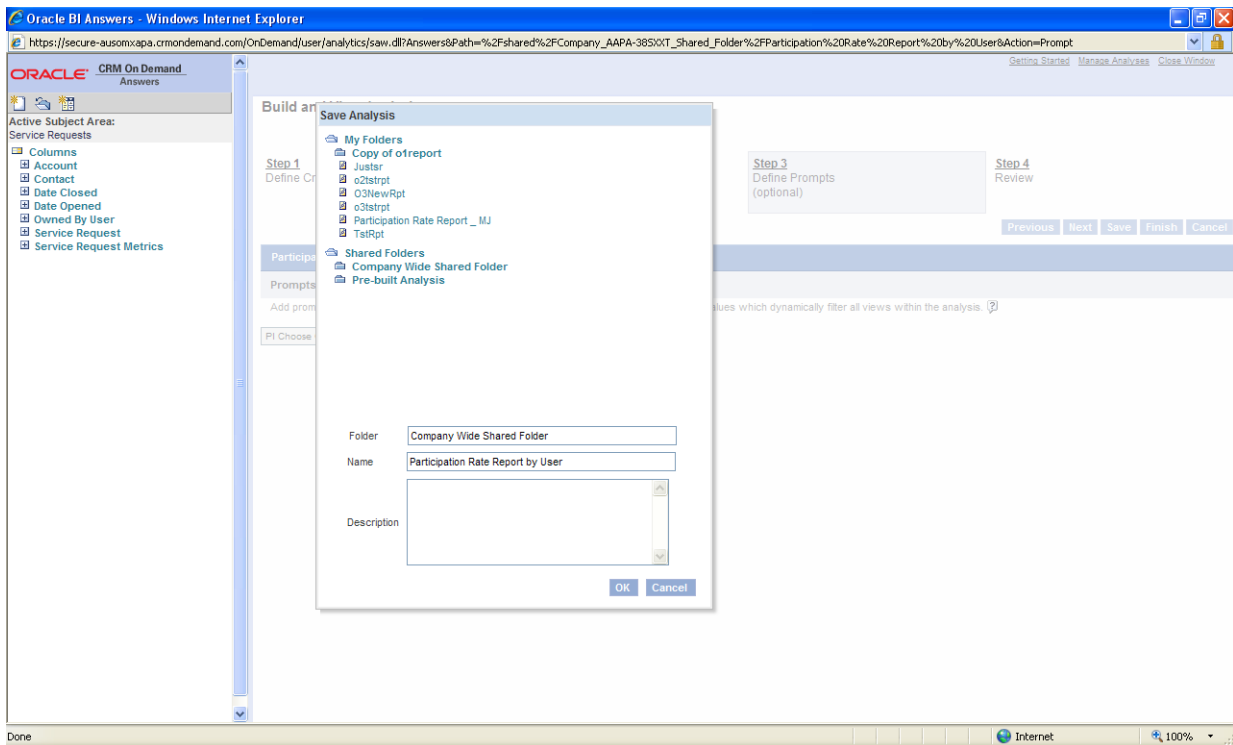 Oracle BI Answers - Windows Internet Explorer
https://secure-ausomxapa.crmondemand.com/OnDemand/user/analytics/saw.dll?Answers&Path=%2Fshared%2FCompany_AAPA-38SXXT_Shared_Folder%2FParticipation%20Rate%20Report%20by%20User&Action=Prompt
ORACLE CRM On Demand
Answers
Getting Started Manage Analyses Close Window
Active Subject Area:
Service Requests
Columns
Account
Contact
Date Closed
Date Opened
Owned By User
Service Request
Service Request Metrics
Build an
Step 1
Define Cr
Save Analysis
My Folders
Copy of o1report
Justsr
o2tstrpt
O3NewRpt
o3tstrpt
Participation Rate Report _ MJ
TstRpt
Shared Folders
Company Wide Shared Folder
Pre-built Analysis
Step 3
Define Prompts
(optional)
Step 4
Review
Previous Next Save Finish Cancel
Participa
Prompts
Add prom
alues which dynamically filter all views within the analysis. ?
PI Choose
Folder Company Wide Shared Folder
Name Participation Rate Report by User
Description
OK Cancel
Done
Internet
100%